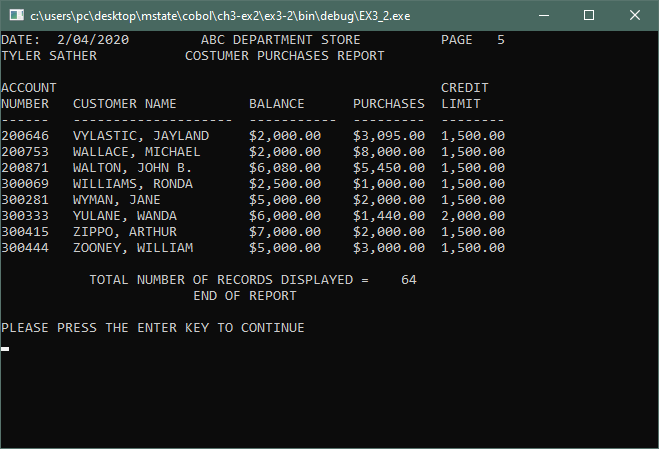 c:\users\pc\desktop\mstate\cobol\ch3-ex2\ex3-2\bin\debug\EX3_2.exe
DATE: 2/04/2020 ABC DEPARTMENT STORE PAGE 5
TYLER SATHER COSTUMER PURCHASES REPORT
ACCOUNT CREDIT
NUMBER CUSTOMER NAME BALANCE PURCHASES LIMIT
------ -------------------- ----------- --------- --------
200646 VYLASTIC, JAYLAND $2,000.00 $3,095.00 1,500.00
200753 WALLACE, MICHAEL $2,000.00 $8,000.00 1,500.00
200871 WALTON, JOHN B. $6,080.00 $5,450.00 1,500.00
300069 WILLIAMS, RONDA $2,500.00 $1,000.00 1,500.00
300281 WYMAN, JANE $5,000.00 $2,000.00 1,500.00
300333 YULANE, WANDA $6,000.00 $1,440.00 2,000.00
300415 ZIPPO, ARTHUR $7,000.00 $2,000.00 1,500.00
300444 ZOONEY, WILLIAM $5,000.00 $3,000.00 1,500.00
TOTAL NUMBER OF RECORDS DISPLAYED = 64
END OF REPORT
PLEASE PRESS THE ENTER KEY TO CONTINUE